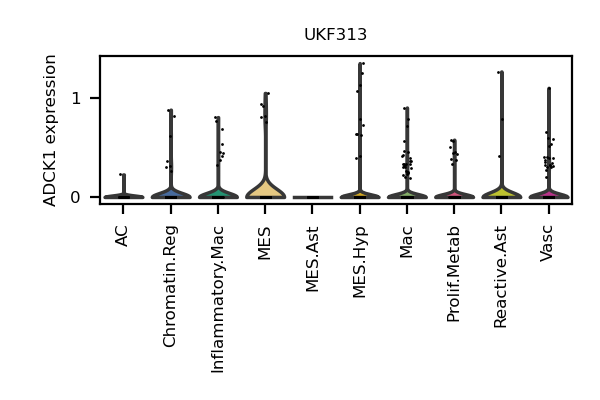 UKF313
ADCK1 expression
1
0
AC
Chromatin.Reg
Inflammatory.Mac
MES
MES.Ast
MES.Hyp
Mac
Prolif.Metab
Reactive.Ast
Vasc